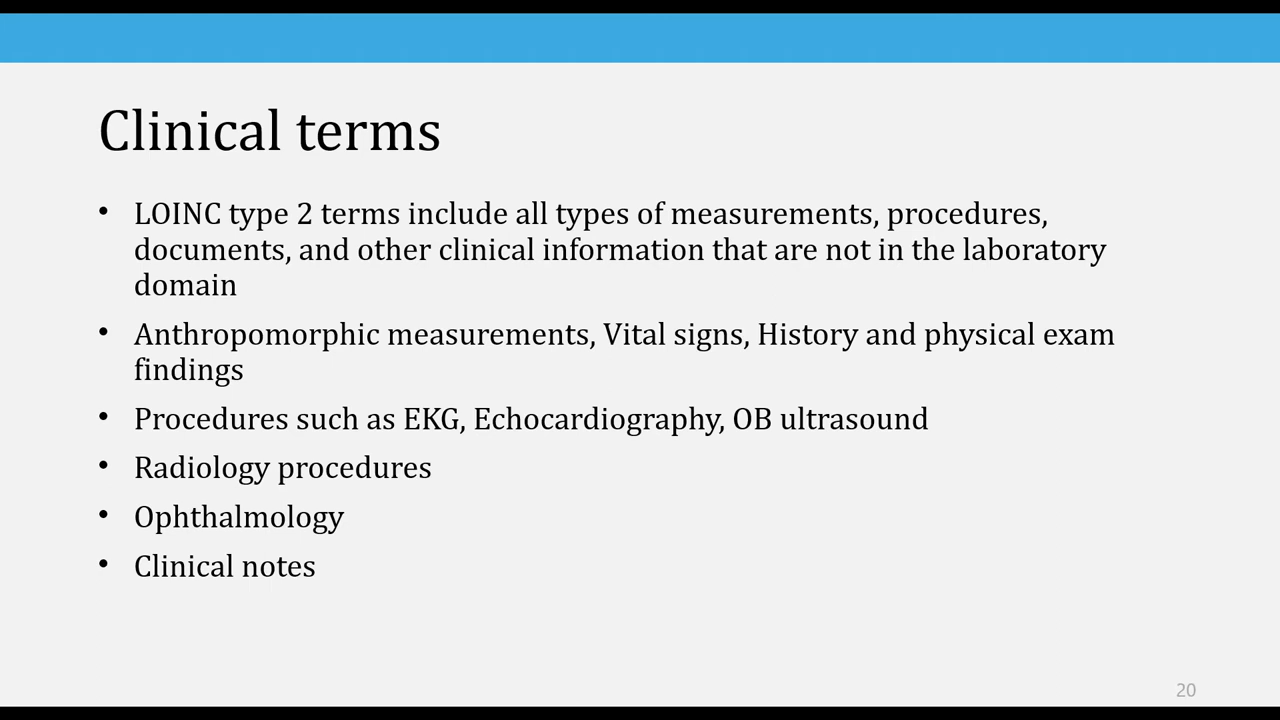 Clinical terms
• LOINC type 2 terms include all types of measurements, procedures,
documents, and other clinical information that are not in the laboratory
domain
• Anthropomorphic measurements, Vital signs, History and physical exam
findings
• Procedures such as EKG, Echocardiography, OB ultrasound
• Radiology procedures
• Ophthalmology
• Clinical notes
20